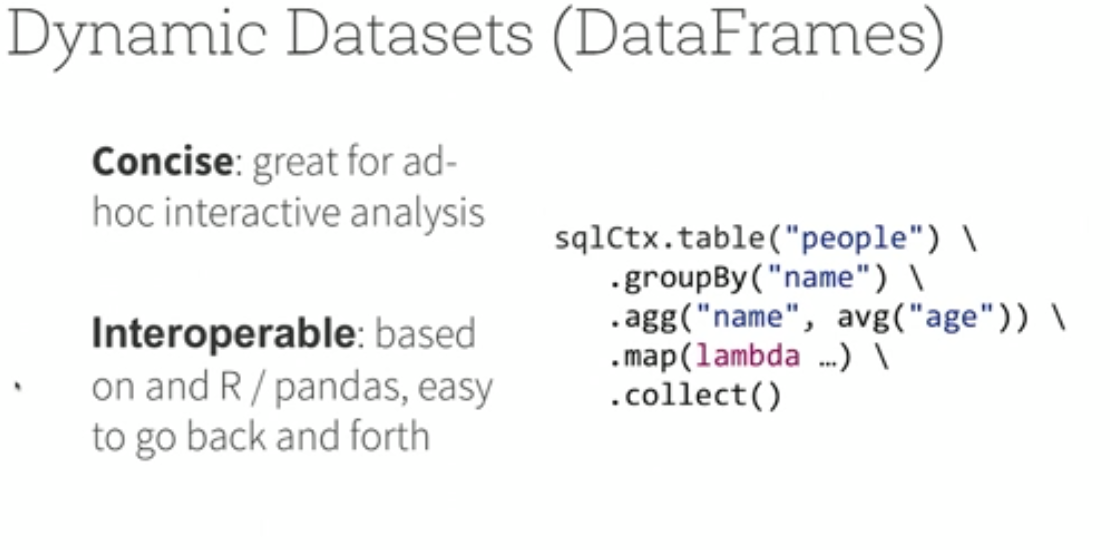 Dynamic Datasets (DataFrames)
Concise: great for ad-
hoc interactive analysis
Interoperable: based
on and R / pandas, easy
to go back and forth
sqlCtx.table("people") \
.groupBy("name") \
.agg("name", avg("age")) \
.map(lambda …) \
.collect()